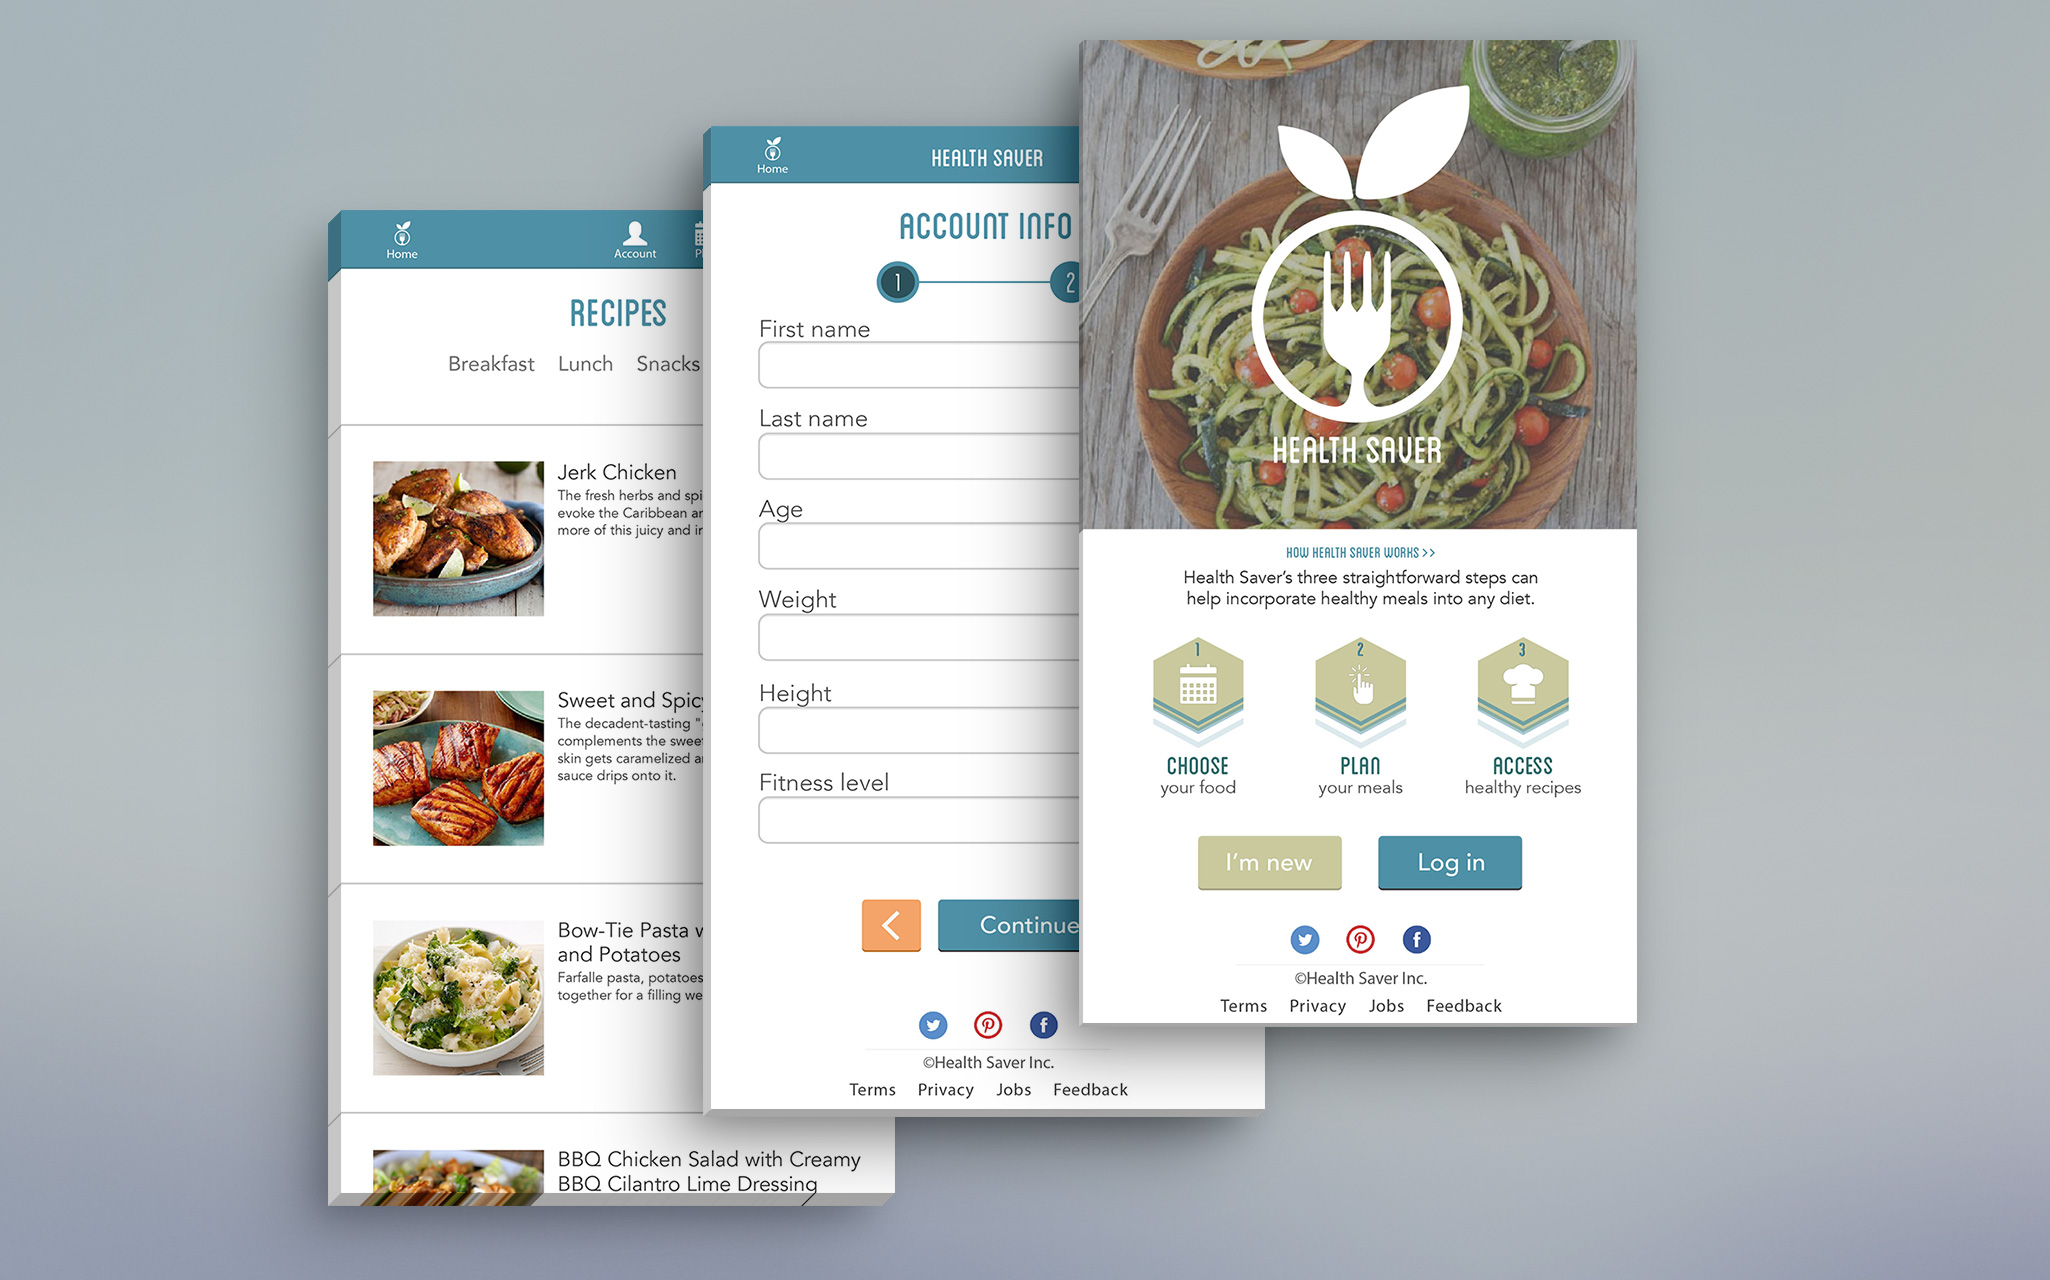 Home
Account
RECIPES
Breakfast Lunch Snacks
Jerk Chicken
The fresh herbs and
evoke the Caribbean
more of this juicy and
Sweet and Spicy
The decadent-tasting
complements the
skin gets caramelized
sauce drips onto it.
Bow-Tie Pasta
and Potatoes
Farfalle pasta, potatoes
together for a filling
BBQ Chicken Salad with Creamy
BBQ Cilantro Lime Dressing
Home
HEALTH SAVER
ACCOUNT INFO
1 2
First name
Last name
Age
Weight
Height
Fitness level
Continue
©Health Saver Inc.
Terms Privacy Jobs Feedback
HEALTH SAVER
HOW HEALTH SAVER WORKS >>
Health Saver's three straightforward steps can
help incorporate healthy meals into any diet.
1 2 3
CHOOSE PLAN ACCESS
your food your meals healthy recipes
I'm new Log in
©Health Saver Inc.
Terms Privacy Jobs Feedback